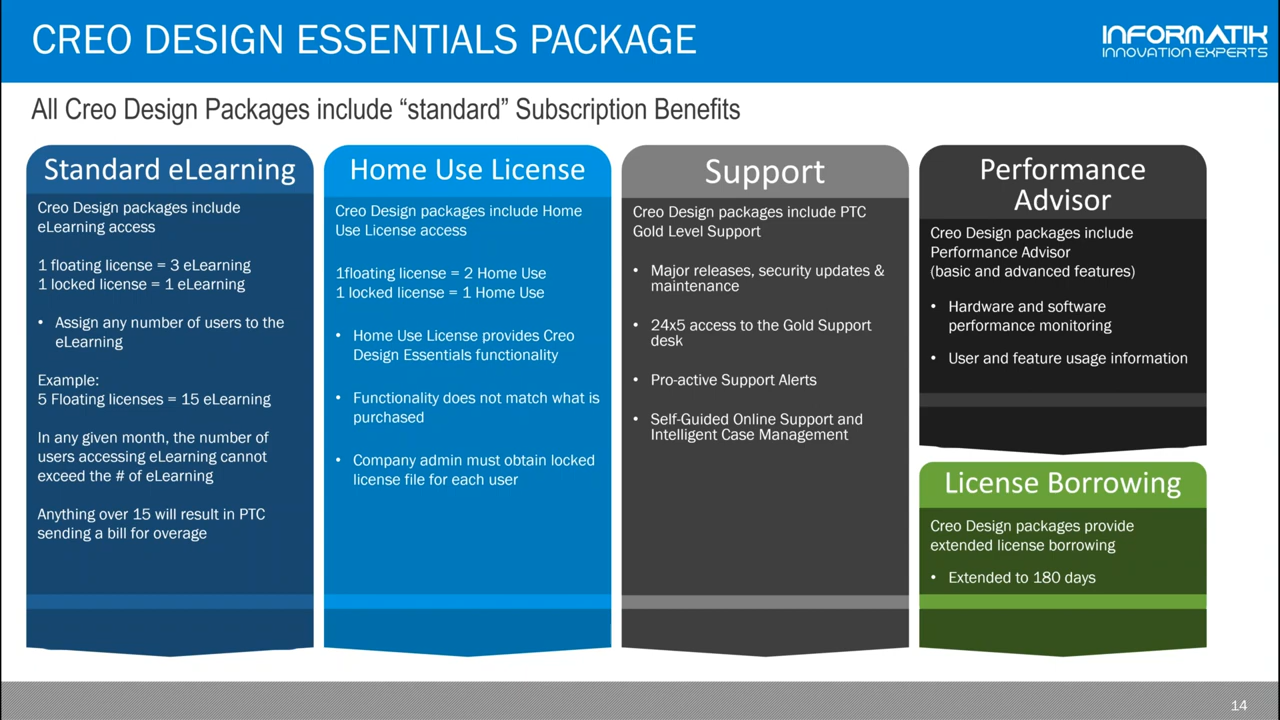 CREO DESIGN ESSENTIALS PACKAGE
INFORMATIK
INNOVATION EXPERTS
All Creo Design Packages include “standard” Subscription Benefits
Standard eLearning
Creo Design packages include
eLearning access
1 floating license = 3 eLearning
1 locked license = 1 eLearning
• Assign any number of users to the
eLearning
Example:
5 Floating licenses = 15 eLearning
In any given month, the number of
users accessing eLearning cannot
exceed the # of eLearning
Anything over 15 will result in PTC
sending a bill for overage
Home Use License
Creo Design packages include Home
Use License access
1floating license = 2 Home Use
1 locked license = 1 Home Use
• Home Use License provides Creo
Design Essentials functionality
• Functionality does not match what is
purchased
• Company admin must obtain locked
license file for each user
Support
Creo Design packages include PTC
Gold Level Support
• Major releases, security updates &
maintenance
• 24x5 access to the Gold Support
desk
• Pro-active Support Alerts
• Self-Guided Online Support and
Intelligent Case Management
Performance
Advisor
Creo Design packages include
Performance Advisor
(basic and advanced features)
• Hardware and software
performance monitoring
• User and feature usage information
License Borrowing
Creo Design packages provide
extended license borrowing
• Extended to 180 days
14